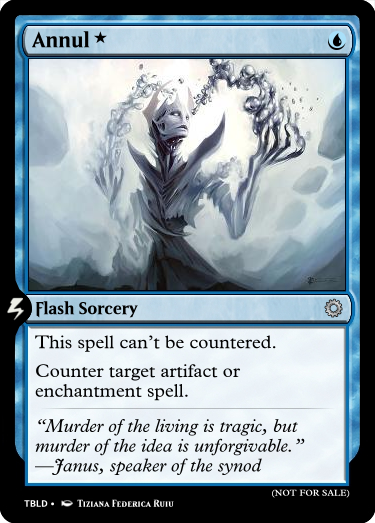 Annul ★
Flash Sorcery
This spell can't be countered.
Counter target artifact or
enchantment spell.
“Murder of the living is tragic, but
murder of the idea is unforgivable.”
—Janus, speaker of the synod
(NOT FOR SALE)
TBLD • Tiziana Federica Ruiu